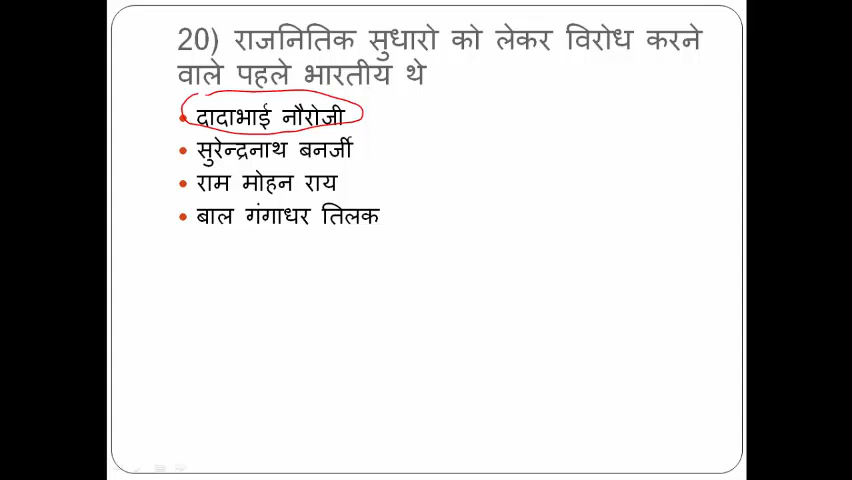 20) राजनितिक सुधारो को लेकर विरोध करने
वाले पहले भारतीय थे
• दादाभाई नौरोजी
• सुरेन्द्रनाथ बनर्जी
• राम मोहन राय
• बाल गंगाधर तिलक